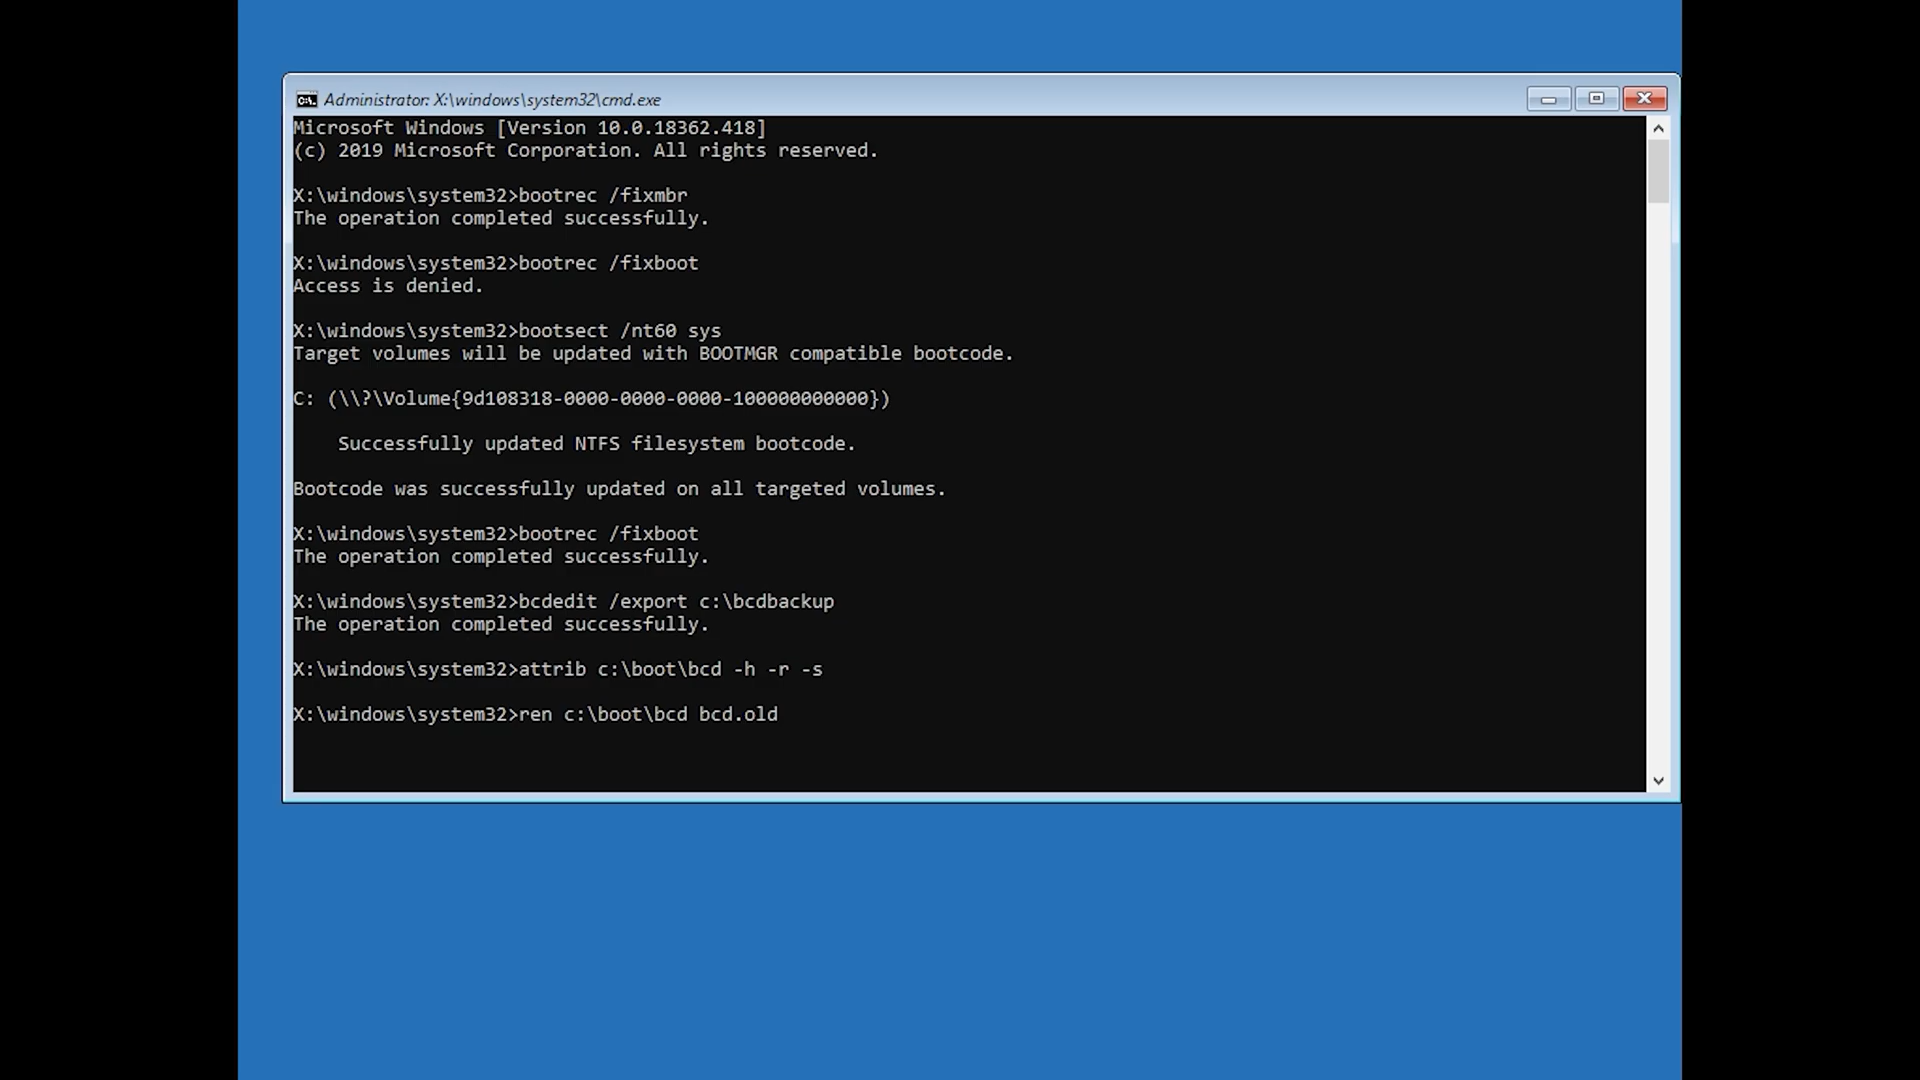 Administrator: X:\windows\system32\cmd.exe
Microsoft Windows [Version 10.0.18362.418]
(c) 2019 Microsoft Corporation. All rights reserved.
X:\windows\system32>bootrec /fixmbr
The operation completed successfully.
X:\windows\system32>bootrec /fixboot
Access is denied.
X:\windows\system32>bootsect /nt60 sys
Target volumes will be updated with BOOTMGR compatible bootcode.
C: (\\?\Volume{9d108318-0000-0000-0000-100000000000})
Successfully updated NTFS filesystem bootcode.
Bootcode was successfully updated on all targeted volumes.
X:\windows\system32>bootrec /fixboot
The operation completed successfully.
X:\windows\system32>bcdedit /export c:\bcdbackup
The operation completed successfully.
X:\windows\system32>attrib c:\boot\bcd -h -r -s
X:\windows\system32>ren c:\boot\bcd bcd.old